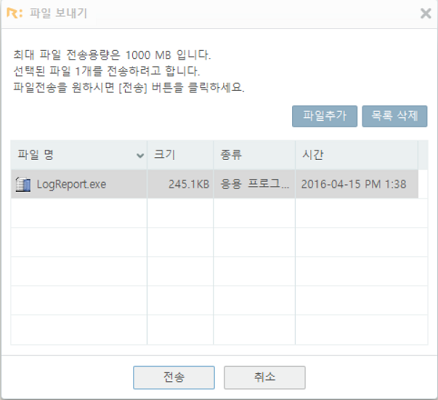 파일 보내기
최대 파일 전송용량은 1000 MB 입니다.
선택된 파일 1개를 전송하려고 합니다.
파일전송을 원하시면 [전송] 버튼을 클릭하세요.
파일추가 목록 삭제
파일 명 크기 종류 시간
LogReport.exe 245.1KB 응용 프로그... 2016-04-15 PM 1:38
전송 취소